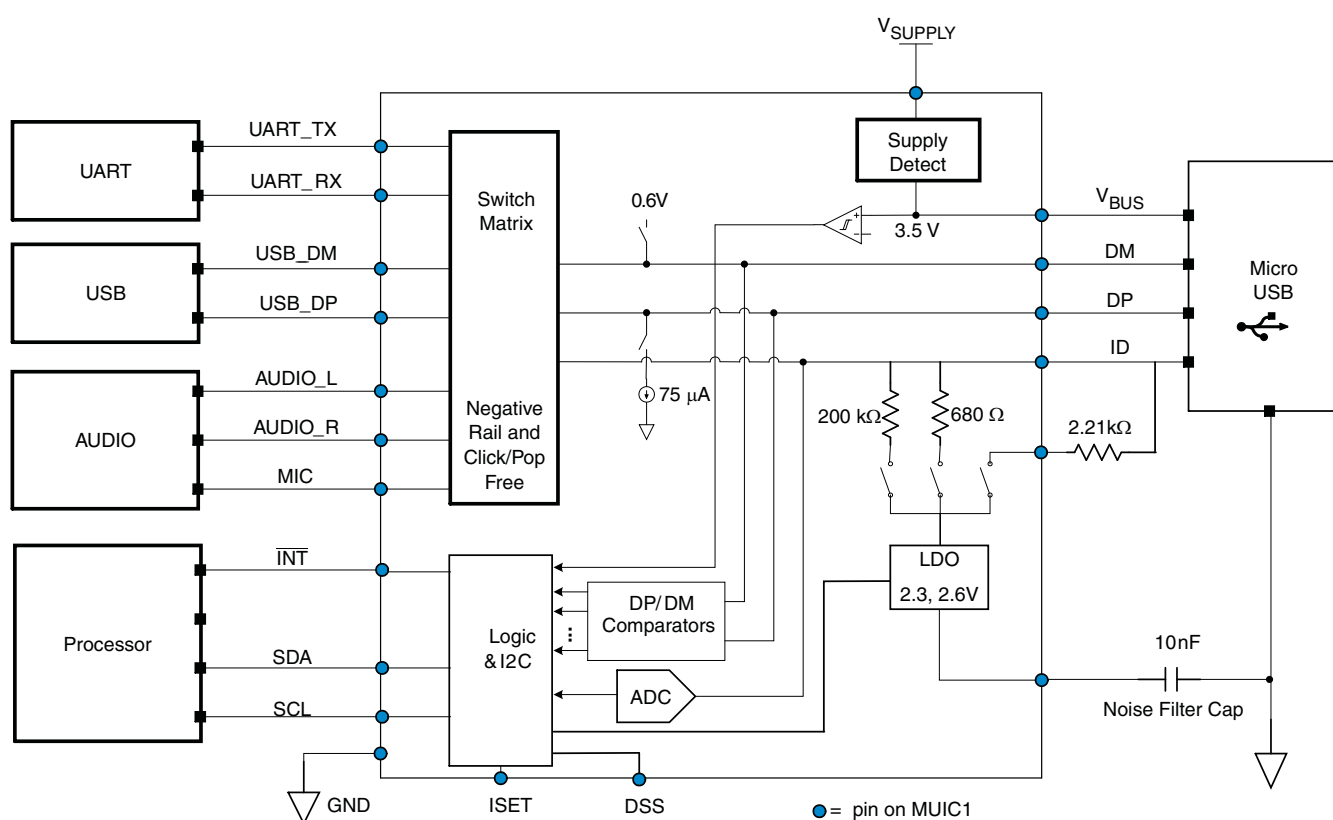 V_SUPPLY
UART
UART_TX
UART_RX
USB
USB_DM
USB_DP
AUDIO
AUDIO_L
AUDIO_R
MIC
Processor
INT
SDA
SCL
GND
Switch
Matrix
Negative
Rail and
Click/Pop
Free
Supply
Detect
0.6V
3.5 V
+
−
75 μA
200 kΩ
680 Ω
2.21kΩ
V_BUS
DM
DP
ID
Micro
USB
LDO
2.3, 2.6V
Logic
& I2C
DP/DM
Comparators
ADC
10nF
Noise Filter Cap
ISET
DSS
= pin on MUIC1